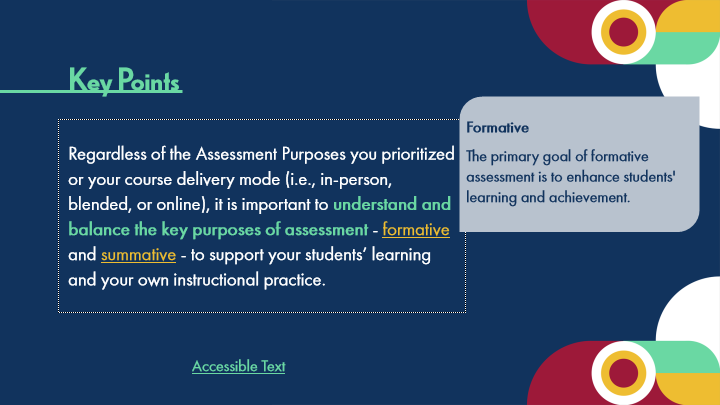 Key Points
Regardless of the Assessment Purposes you prioritized
or your course delivery mode (i.e., in-person,
blended, or online), it is important to understand and
balance the key purposes of assessment - formative
and summative - to support your students’ learning
and your own instructional practice.
Formative
The primary goal of formative
assessment is to enhance students'
learning and achievement.
Accessible Text